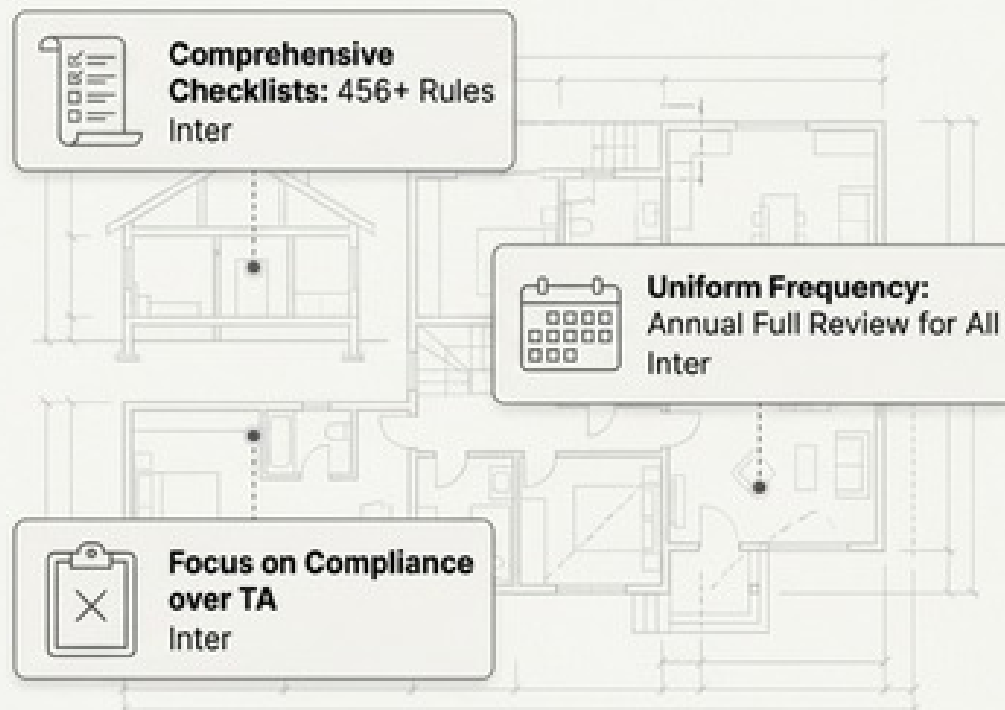 Comprehensive
Checklists: 456+ Rules
Inter
Uniform Frequency:
Annual Full Review for All
Inter
Focus on Compliance
over TA
Inter